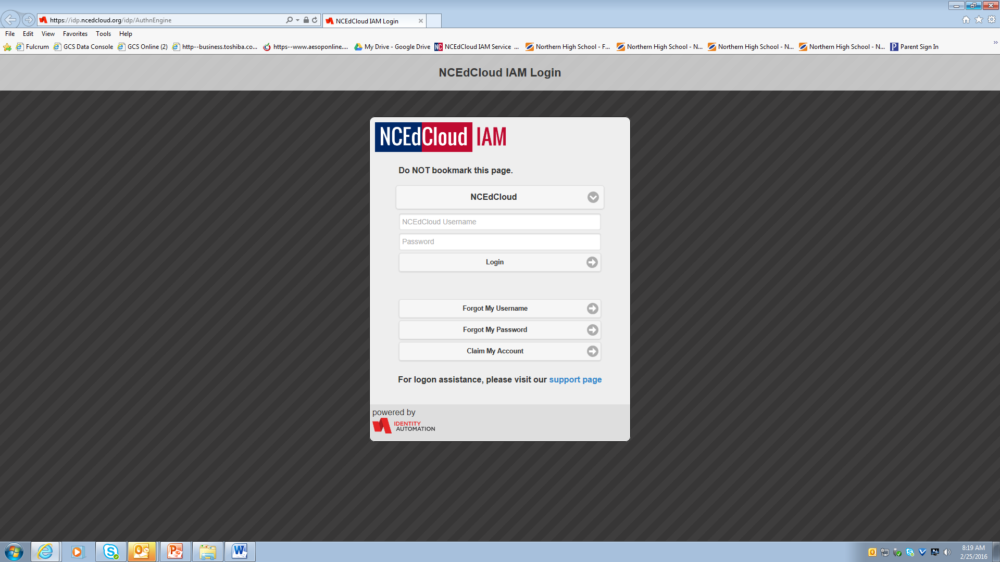 https://idp.ncedcloud.org/idp/AuthnEngine
NCEdCloud IAM Login
File Edit View Favorites Tools Help
Fulcrum GCS Data Console GCS Online (2) http--business.toshiba.co... https--www.aesoponline.... My Drive - Google Drive NC NCEdCloud IAM Service ... Northern High School - F... Northern High School - N... Northern High School - N... Northern High School - N... P Parent Sign In
NCEdCloud IAM Login
NCEdCloud IAM
Do NOT bookmark this page.
NCEdCloud
NCEdCloud Username
Password
Login
Forgot My Username
Forgot My Password
Claim My Account
For logon assistance, please visit our support page
powered by
IDENTITY
AUTOMATION
8:19 AM
2/25/2016